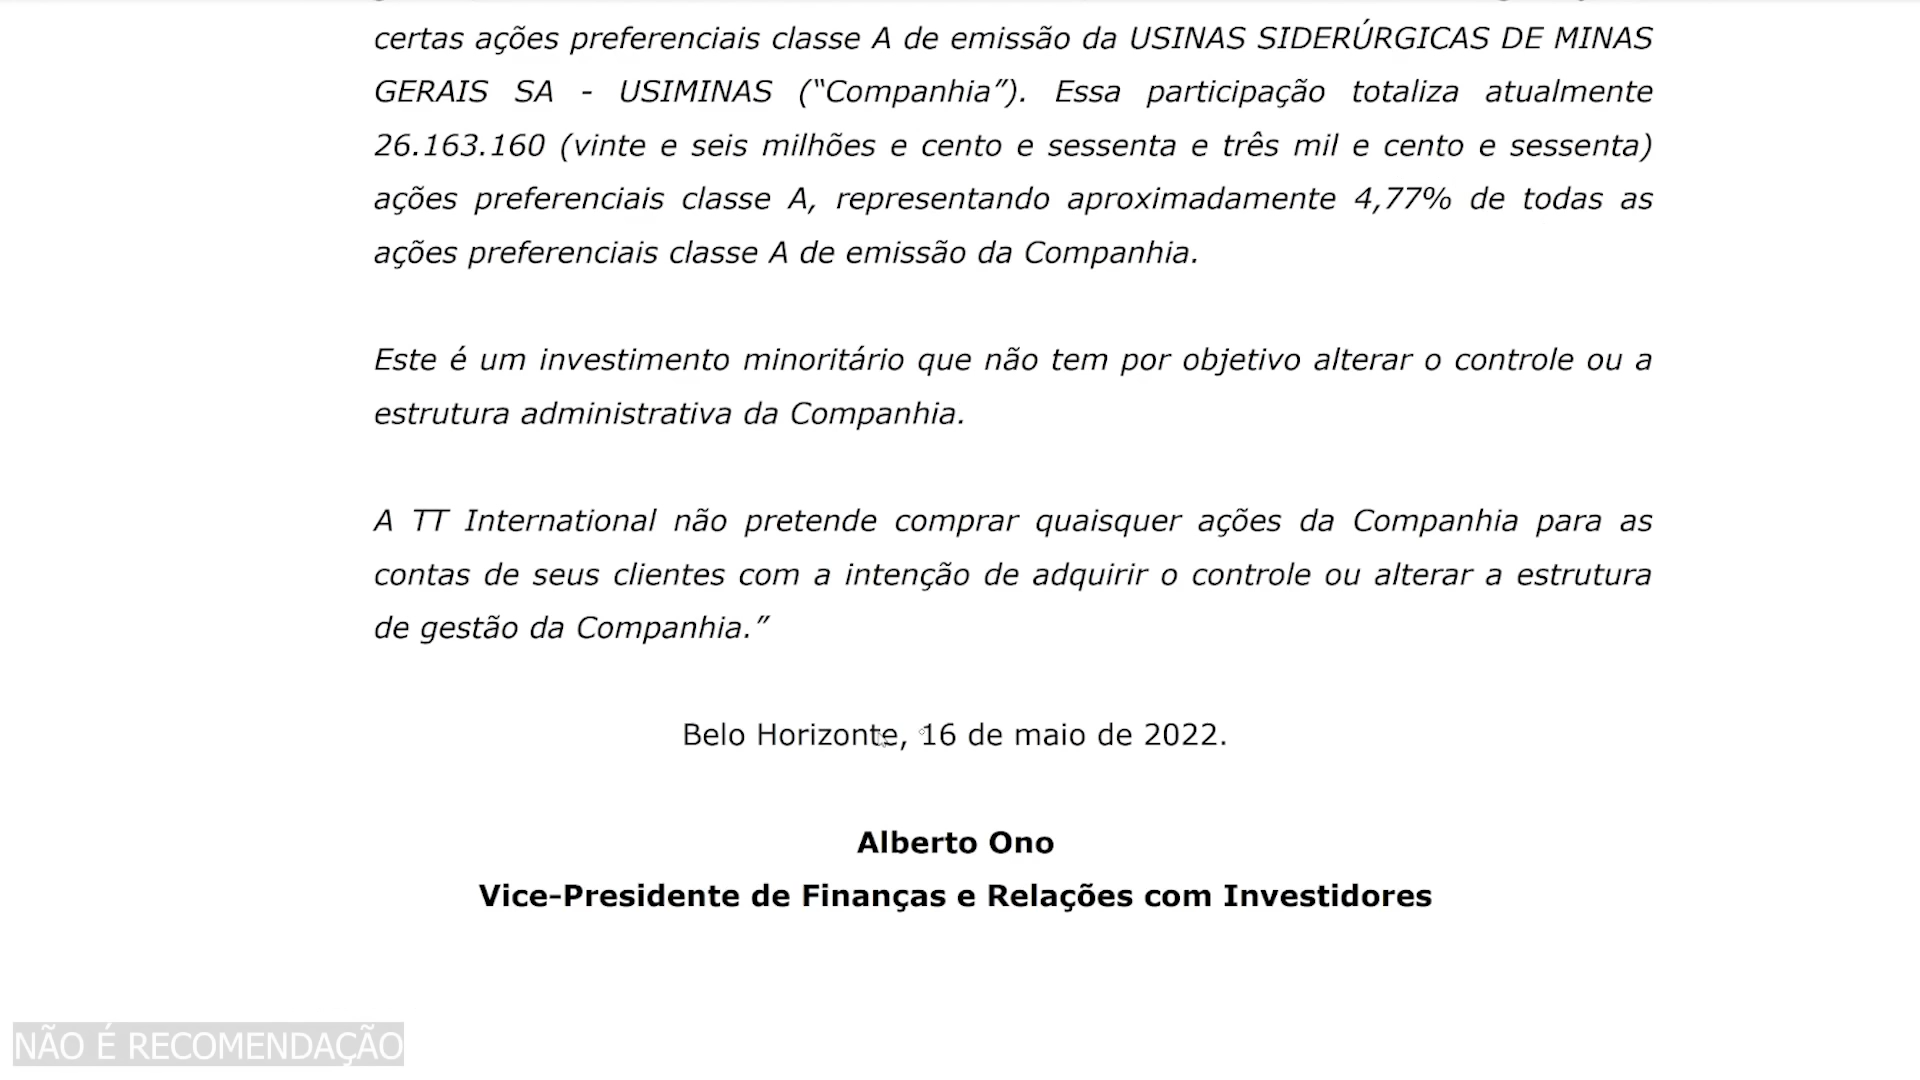 certas ações preferenciais classe A de emissão da USINAS SIDERÚRGICAS DE MINAS
GERAIS SA - USIMINAS (“Companhia”). Essa participação totaliza atualmente
26.163.160 (vinte e seis milhões e cento e sessenta e três mil e cento e sessenta)
ações preferenciais classe A, representando aproximadamente 4,77% de todas as
ações preferenciais classe A de emissão da Companhia.
Este é um investimento minoritário que não tem por objetivo alterar o controle ou a
estrutura administrativa da Companhia.
A TT International não pretende comprar quaisquer ações da Companhia para as
contas de seus clientes com a intenção de adquirir o controle ou alterar a estrutura
de gestão da Companhia.”
Belo Horizonte, 16 de maio de 2022.
Alberto Ono
Vice-Presidente de Finanças e Relações com Investidores
NÃO É RECOMENDAÇÃO